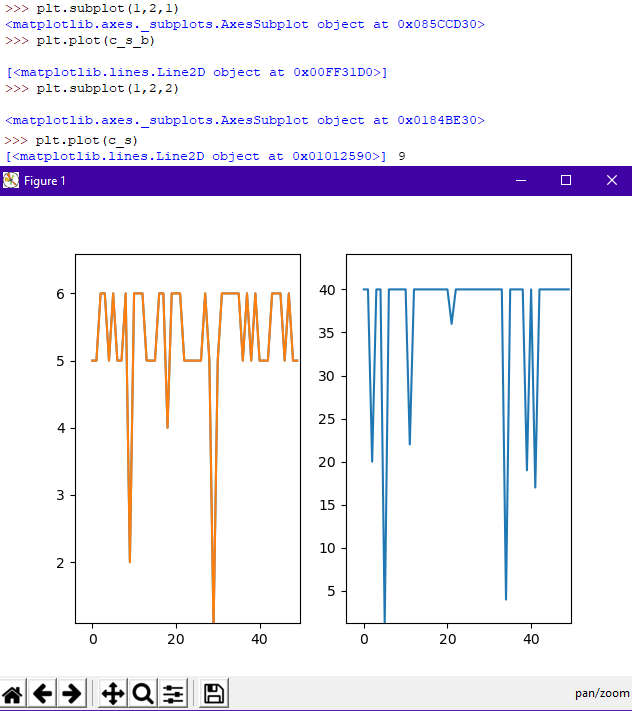 >>> plt.subplot(1,2,1)
<matplotlib.axes._subplots.AxesSubplot object at 0x085CCD30>
>>> plt.plot(c_s_b)
[<matplotlib.lines.Line2D object at 0x00FF31D0>]
>>> plt.subplot(1,2,2)
<matplotlib.axes._subplots.AxesSubplot object at 0x0184BE30>
>>> plt.plot(c_s)
[<matplotlib.lines.Line2D object at 0x01012590>] 9
Figure 1
6
5
4
3
2
0 20 40
40
35
30
25
20
15
10
5
0 20 40
pan/zoom